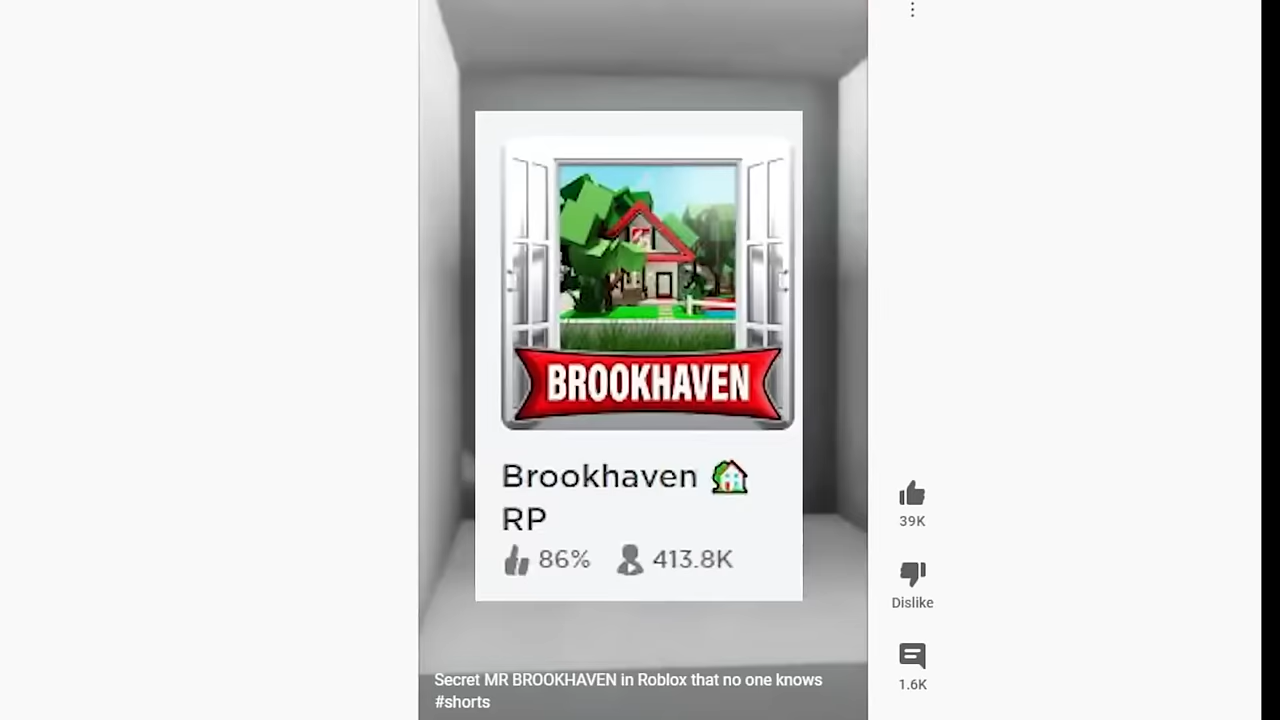 BROOKHAVEN
Brookhaven 🏡
RP
86% 413.8K
Secret MR BROOKHAVEN in Roblox that no one knows
#shorts
39K
Dislike
1.6K